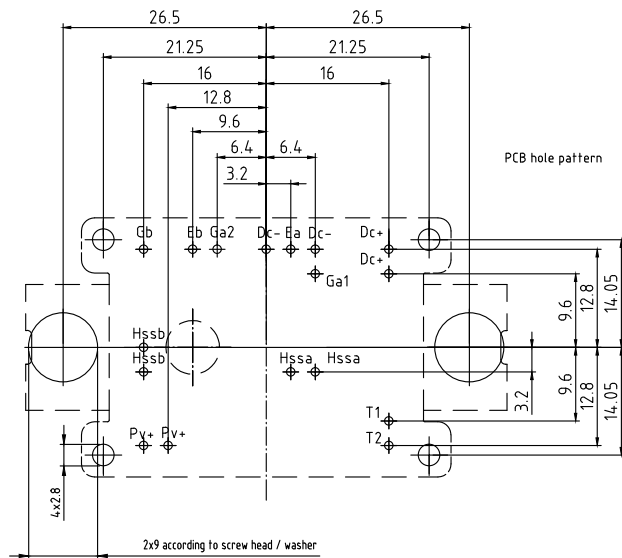 26.5 26.5
21.25 21.25
16 16
12.8
9.6
6.4 6.4
3.2
PCB hole pattern
Gb Eb Ga2 Dc- Ea Dc- Dc+
Dc+
Ga1
9.6 12.8 14.05
Hssb
Hssb Hssa Hssa
3.2 9.6 12.8 14.05
T1
Pv+ Pv+ T2
4x2.8
2x9 according to screw head / washer